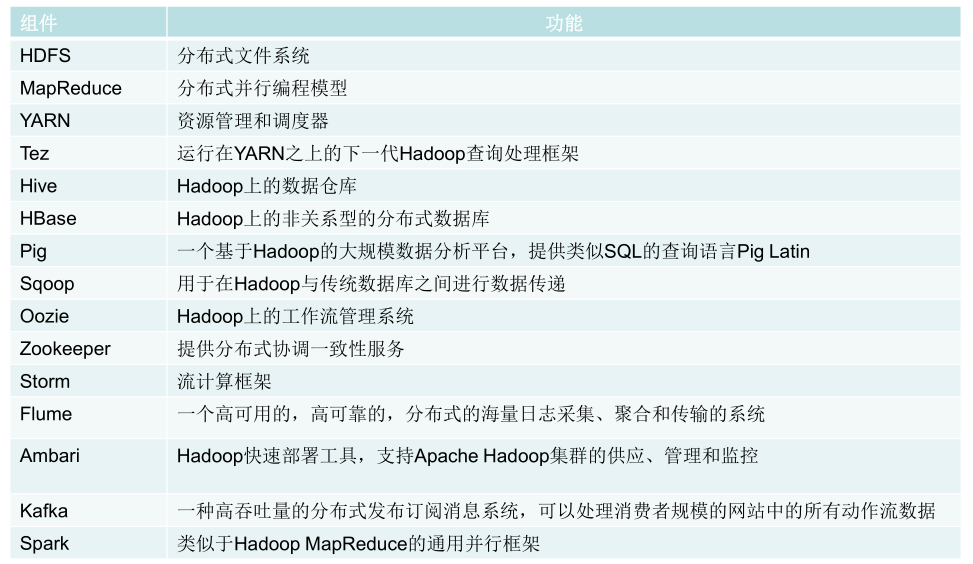 组件 功能
HDFS 分布式文件系统
MapReduce 分布式并行编程模型
YARN 资源管理和调度器
Tez 运行在YARN之上的下一代Hadoop查询处理框架
Hive Hadoop上的数据仓库
HBase Hadoop上的非关系型的分布式数据库
Pig 一个基于Hadoop的大规模数据分析平台，提供类似SQL的查询语言Pig Latin
Sqoop 用于在Hadoop与传统数据库之间进行数据传递
Oozie Hadoop上的工作流管理系统
Zookeeper 提供分布式协调一致性服务
Storm 流计算框架
Flume 一个高可用的，高可靠的，分布式的海量日志采集、聚合和传输的系统
Ambari Hadoop快速部署工具，支持Apache Hadoop集群的供应、管理和监控
Kafka 一种高吞吐量的分布式发布订阅消息系统，可以处理消费者规模的网站中的所有动作流数据
Spark 类似于Hadoop MapReduce的通用并行框架